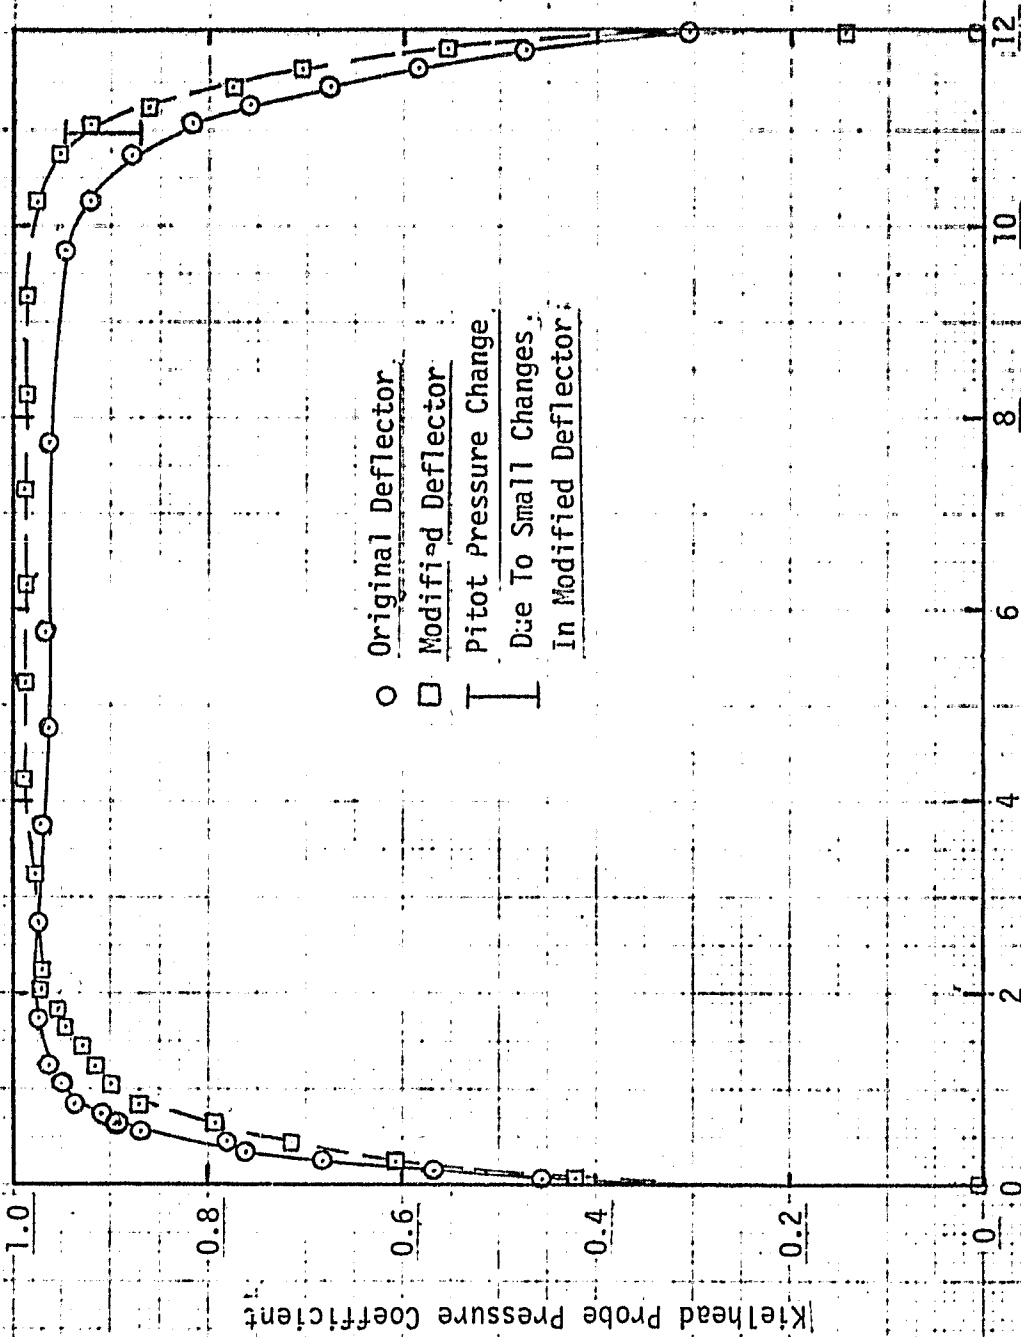 Kielhead Probe Pressure Coefficient
1.0
0.8
0.6
0.4
0.2
0
0
2
4
6
8
10
12
Original Deflector
Modified Deflector
Pitot Pressure Change
Due To Small Changes
In Modified Deflector